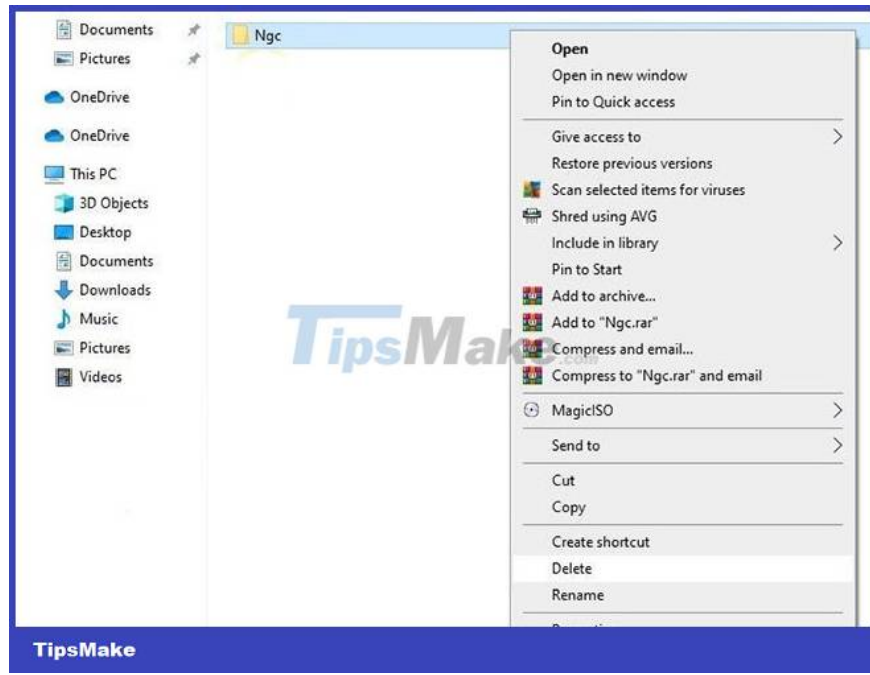 Documents
Pictures
OneDrive
OneDrive
This PC
3D Objects
Desktop
Documents
Downloads
Music
Pictures
Videos
Ngc
Open
Open in new window
Pin to Quick access
Give access to
Restore previous versions
Scan selected items for viruses
Shred using AVG
Include in library
Pin to Start
Add to archive...
Add to "Ngc.rar"
Compress and email...
Compress to "Ngc.rar" and email
MagicISO
Send to
Cut
Copy
Create shortcut
Delete
Rename
TipsMake.com
TipsMake